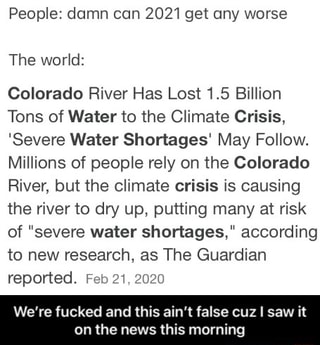 People: damn can 2021 get any worse
The world:
Colorado River Has Lost 1.5 Billion
Tons of Water to the Climate Crisis,
'Severe Water Shortages' May Follow.
Millions of people rely on the Colorado
River, but the climate crisis is causing
the river to dry up, putting many at risk
of "severe water shortages," according
to new research, as The Guardian
reported. Feb 21, 2020
We're fucked and this ain't false cuz I saw it
on the news this morning